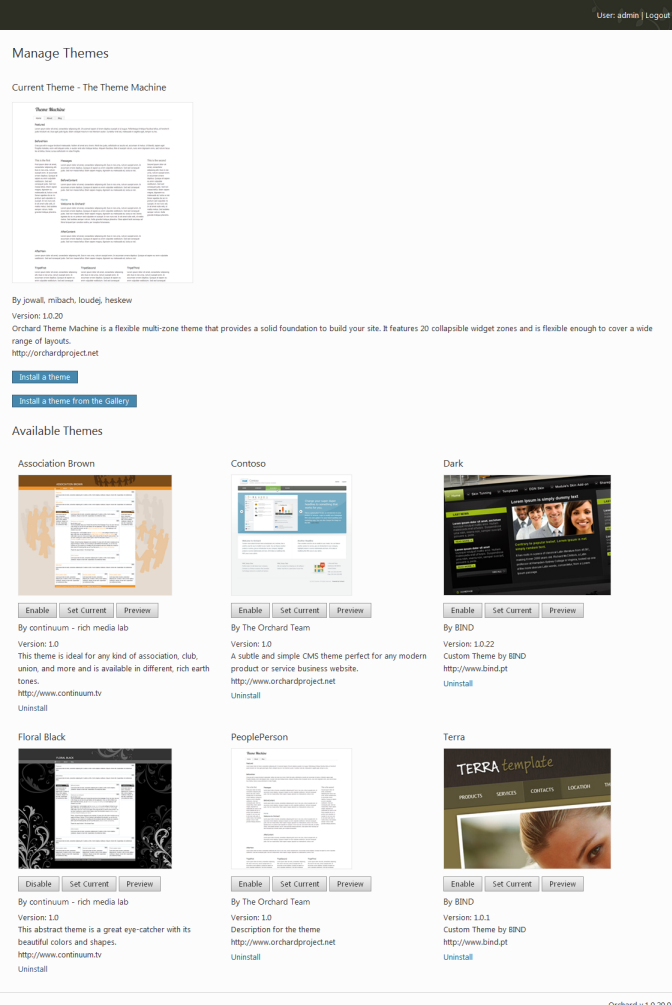 User: admin | Logout
Manage Themes
Current Theme - The Theme Machine
Theme Machine
By jowall, mibach, loudej, heskew
Version: 1.0.20
Orchard Theme Machine is a flexible multi-zone theme that provides a solid foundation to build your site. It features 20 collapsible widget zones and is flexible enough to cover a wide
range of layouts.
http://orchardproject.net
Install a theme
Install a theme from the Gallery
Available Themes
Association Brown
Enable Set Current Preview
By continuum - rich media lab
Version: 1.0
This theme is ideal for any kind of association, club,
union, and more and is available in different, rich earth
tones.
http://www.continuum.tv
Uninstall
Contoso
Enable Set Current Preview
By The Orchard Team
Version: 1.0
A subtle and simple CMS theme perfect for any modern
product or service business website.
http://www.orchardproject.net
Uninstall
Dark
Lorem ipsum is simply dummy text
Enable Set Current Preview
By BIND
Version: 1.0.22
Custom Theme by BIND
http://www.bind.pt
Uninstall
Floral Black
FLORAL BLACK
Disable Set Current Preview
By continuum - rich media lab
Version: 1.0
This abstract theme is a great eye-catcher with its
beautiful colors and shapes.
http://www.continuum.tv
Uninstall
PeoplePerson
Theme Machine
Enable Set Current Preview
By The Orchard Team
Version: 1.0
Description for the theme
http://www.orchardproject.net
Uninstall
Terra
TERRA template
PRODUCTS SERVICES CONTACTS LOCATION
Enable Set Current Preview
By BIND
Version: 1.0.1
Custom Theme by BIND
http://www.bind.pt
Uninstall